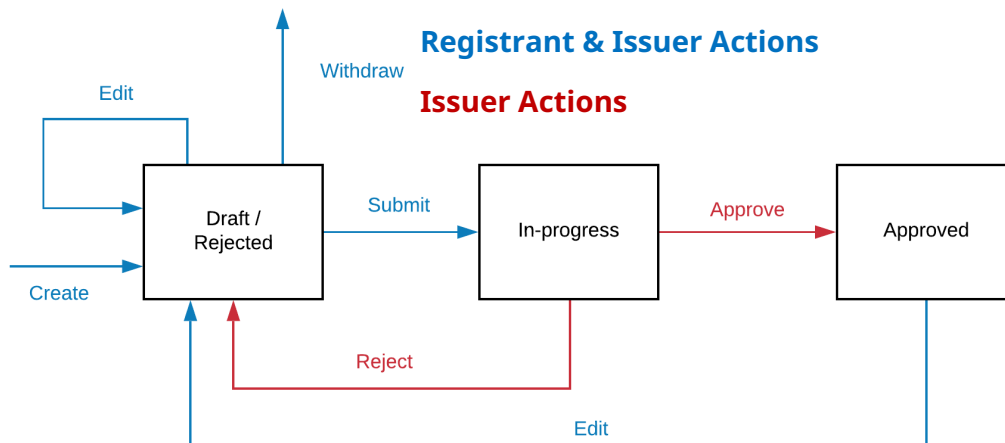 Registrant & Issuer Actions
Withdraw
Edit
Issuer Actions
Submit
Approve
Draft /
Rejected
In-progress
Approved
Create
Reject
Edit